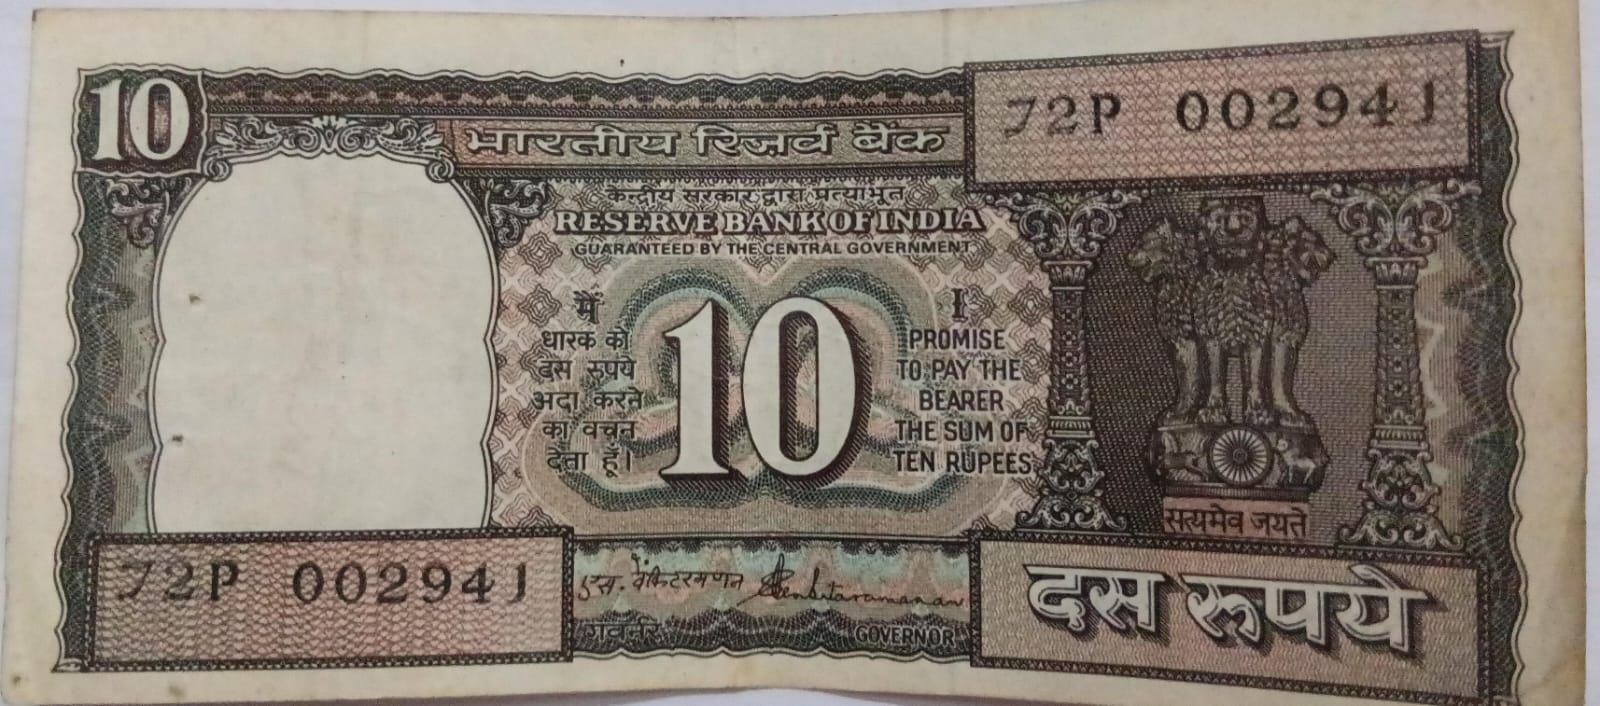 10
72P 002941
भारतीय रिज़र्व बैंक
केन्द्रीय सरकार द्वारा प्रत्याभूत
RESERVE BANK OF INDIA
GUARANTEED BY THE CENTRAL GOVERNMENT
मैं
धारक को
दस रुपये
अदा करने
का वचन
देता हूँ।
10
I
PROMISE
TO PAY THE
BEARER
THE SUM OF
TEN RUPEES
सत्यमेव जयते
72P 002941
एस. वेंकिटरमणन
गवर्नर
GOVERNOR
दस रूपये